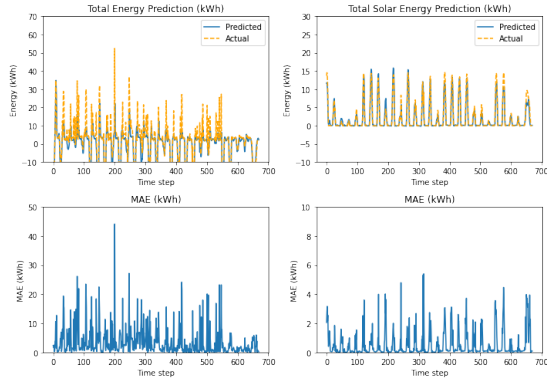 Total Energy Prediction (kWh)
Total Solar Energy Prediction (kWh)
70
60
50
40
30
20
10
0
−10
Energy (kWh)
Predicted
Actual
0 100 200 300 400 500 600 700
Time step
30
25
20
15
10
5
0
−5
−10
Energy (kWh)
Predicted
Actual
0 100 200 300 400 500 600 700
Time step
MAE (kWh)
50
40
30
20
10
0
MAE (kWh)
0 100 200 300 400 500 600 700
Time step
MAE (kWh)
10
8
6
4
2
0
MAE (kWh)
0 100 200 300 400 500 600 700
Time step